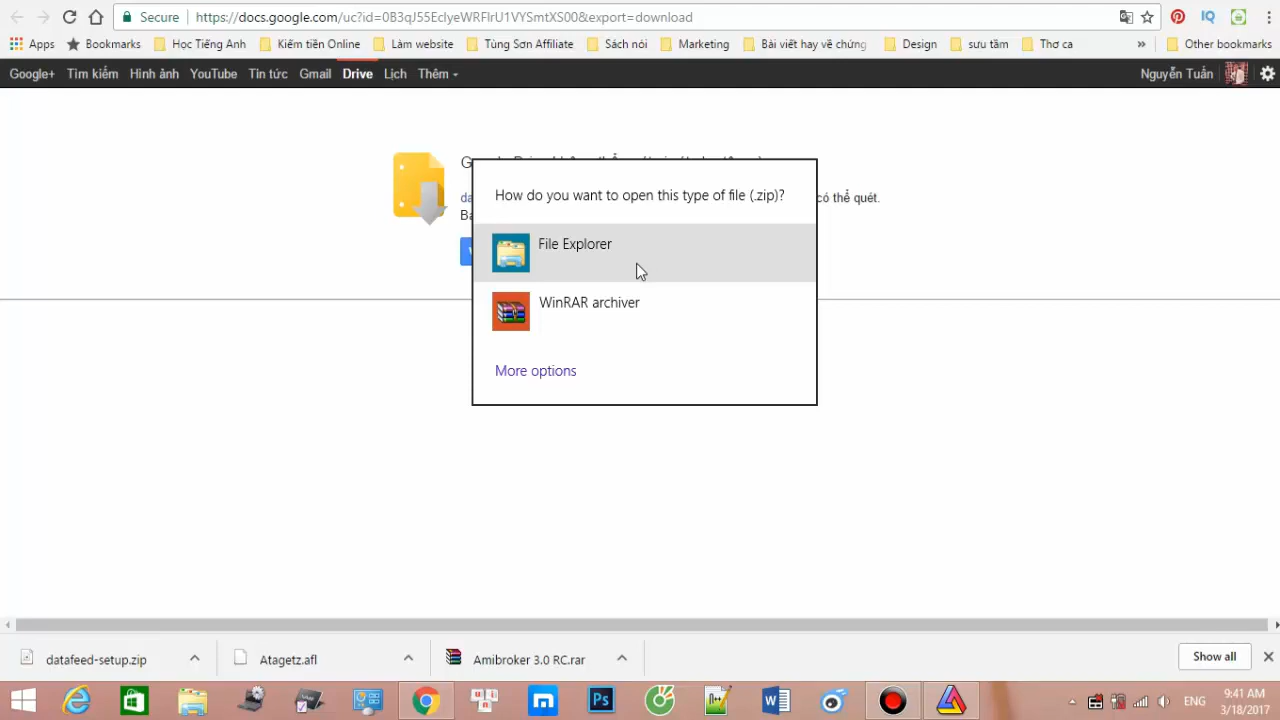 Secure https://docs.google.com/uc?id=0B3qJ55EclyeWRFlrU1VYSmtXS00&export=download
Apps Bookmarks Học Tiếng Anh Kiếm tiền Online Làm website Tùng Sơn Affiliate Sách nói Marketing Bài viết hay về chứng Design sưu tầm Thơ ca » Other bookmarks
Google+ Tìm kiếm Hình ảnh YouTube Tin tức Gmail Drive Lịch Thêm Nguyễn Tuấn
How do you want to open this type of file (.zip)?
có thể quét.
File Explorer
WinRAR archiver
More options
datafeed-setup.zip Atagetz.afl Amibroker 3.0 RC.rar Show all
Ps ENG 9:41 AM
3/18/2017